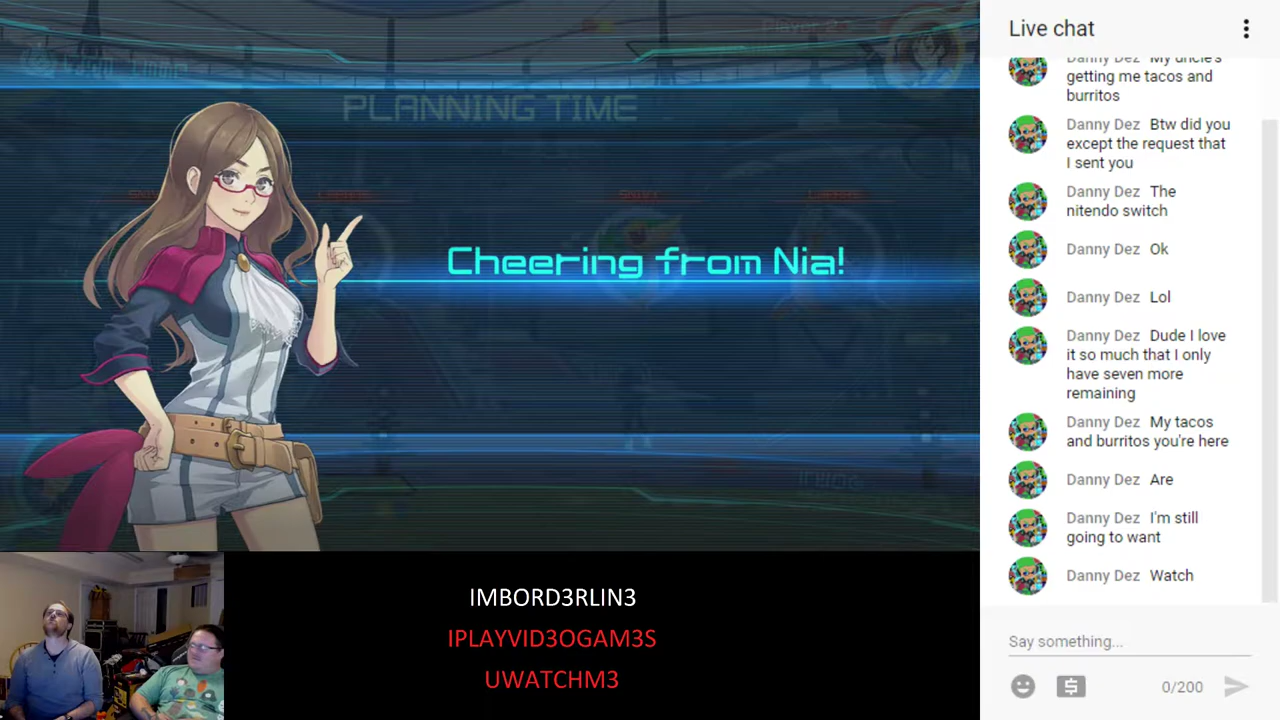 PLANNING TIME
Cheering from Nia!
IMBORD3RLIN3
IPLAYVID3OGAM3S
UWATCHM3
Live chat
Danny Dez My uncle's
getting me tacos and
burritos
Danny Dez Btw did you
except the request that
I sent you
Danny Dez The
nitendo switch
Danny Dez Ok
Danny Dez Lol
Danny Dez Dude I love
it so much that I only
have seven more
remaining
Danny Dez My tacos
and burritos you're here
Danny Dez Are
Danny Dez I'm still
going to want
Danny Dez Watch
Say something...
0/200